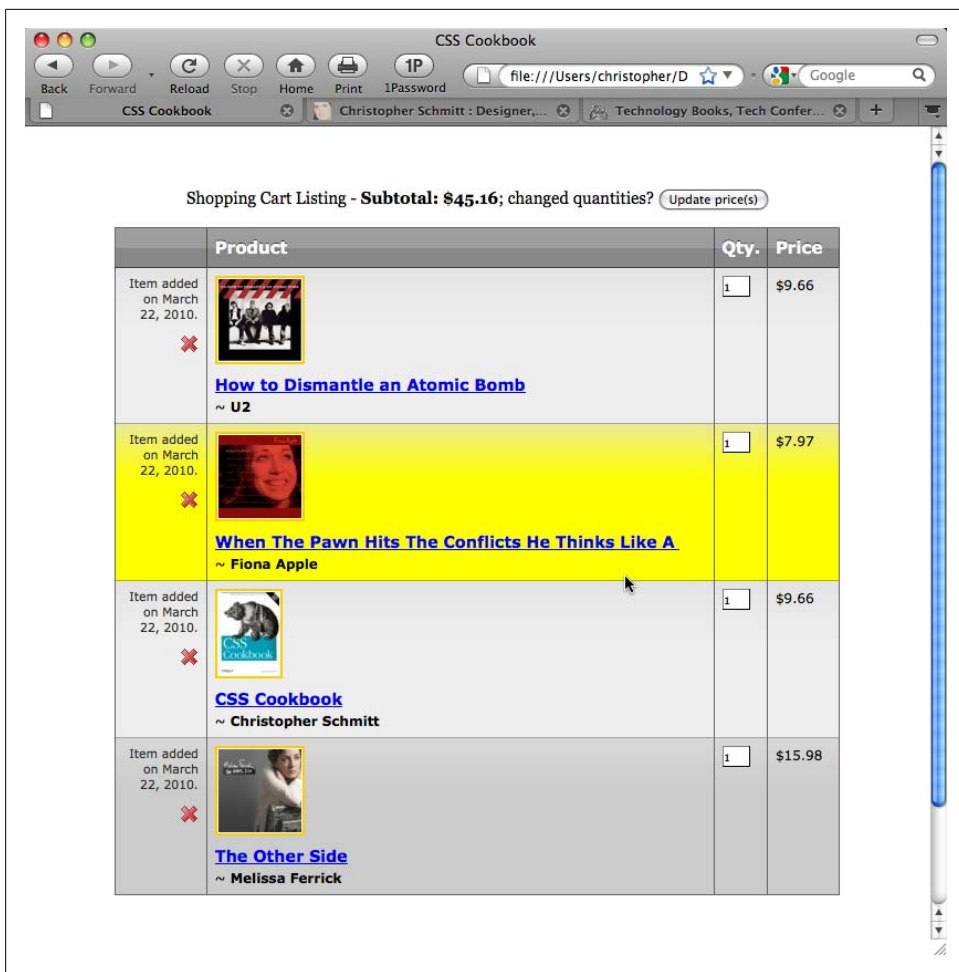 CSS Cookbook
Back Forward Reload Stop Home Print 1Password
1P
file:///Users/christopher/D
Google
CSS Cookbook
Christopher Schmitt : Designer,...
Technology Books, Tech Confer...
Shopping Cart Listing - Subtotal: $45.16; changed quantities? Update price(s)
Product Qty. Price
Item added
on March
22, 2010.
1 $9.66
How to Dismantle an Atomic Bomb
~ U2
Item added
on March
22, 2010.
1 $7.97
When The Pawn Hits The Conflicts He Thinks Like A
~ Fiona Apple
Item added
on March
22, 2010.
CSS
Cookbook
1 $9.66
CSS Cookbook
~ Christopher Schmitt
Item added
on March
22, 2010.
1 $15.98
The Other Side
~ Melissa Ferrick